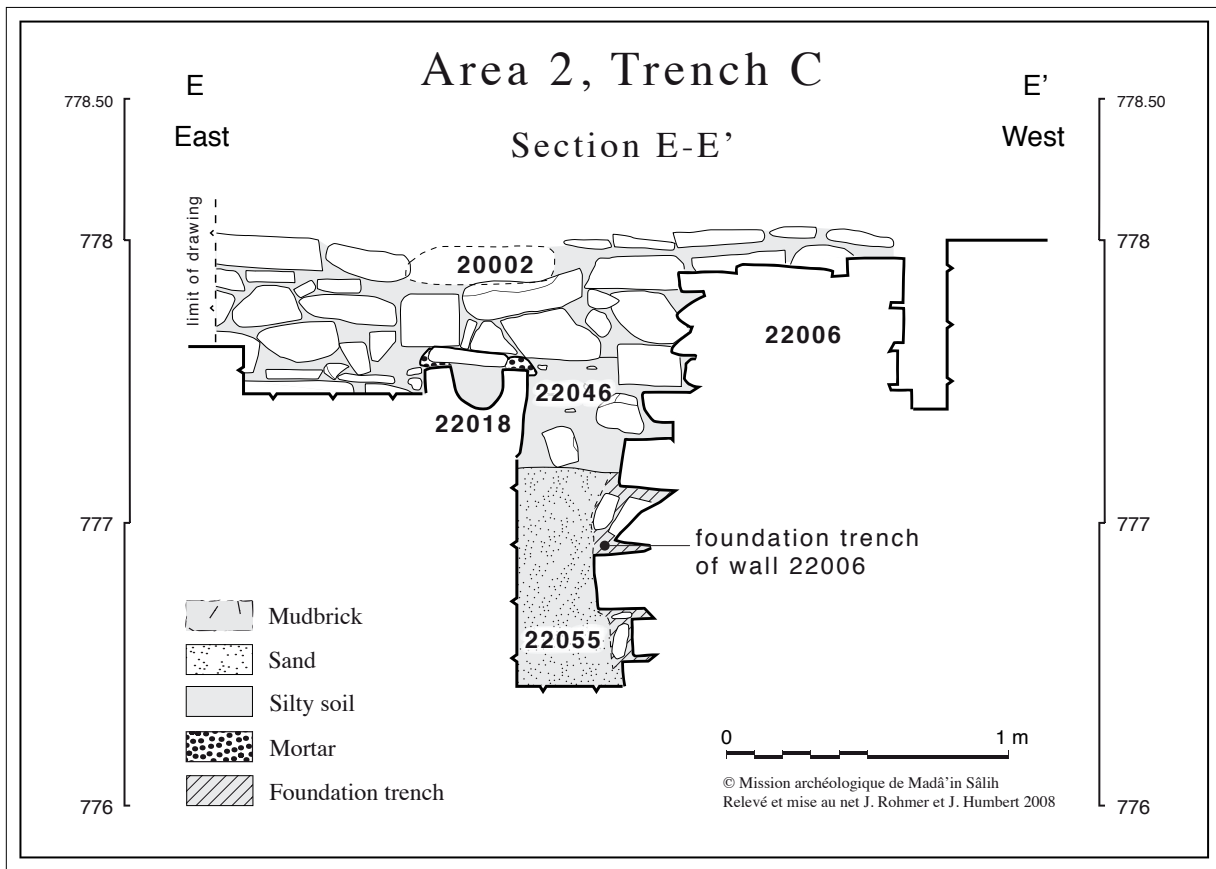 Area 2, Trench C
E
E’
778.50
778.50
East
West
Section E-E’
limit of drawing
778
778
20002
22006
22046
22018
777
777
foundation trench
of wall 22006
22055
Mudbrick
Sand
Silty soil
Mortar
Foundation trench
0
1 m
© Mission archéologique de Madâ’in Sâlih
Relevé et mise au net J. Rohmer et J. Humbert 2008
776
776